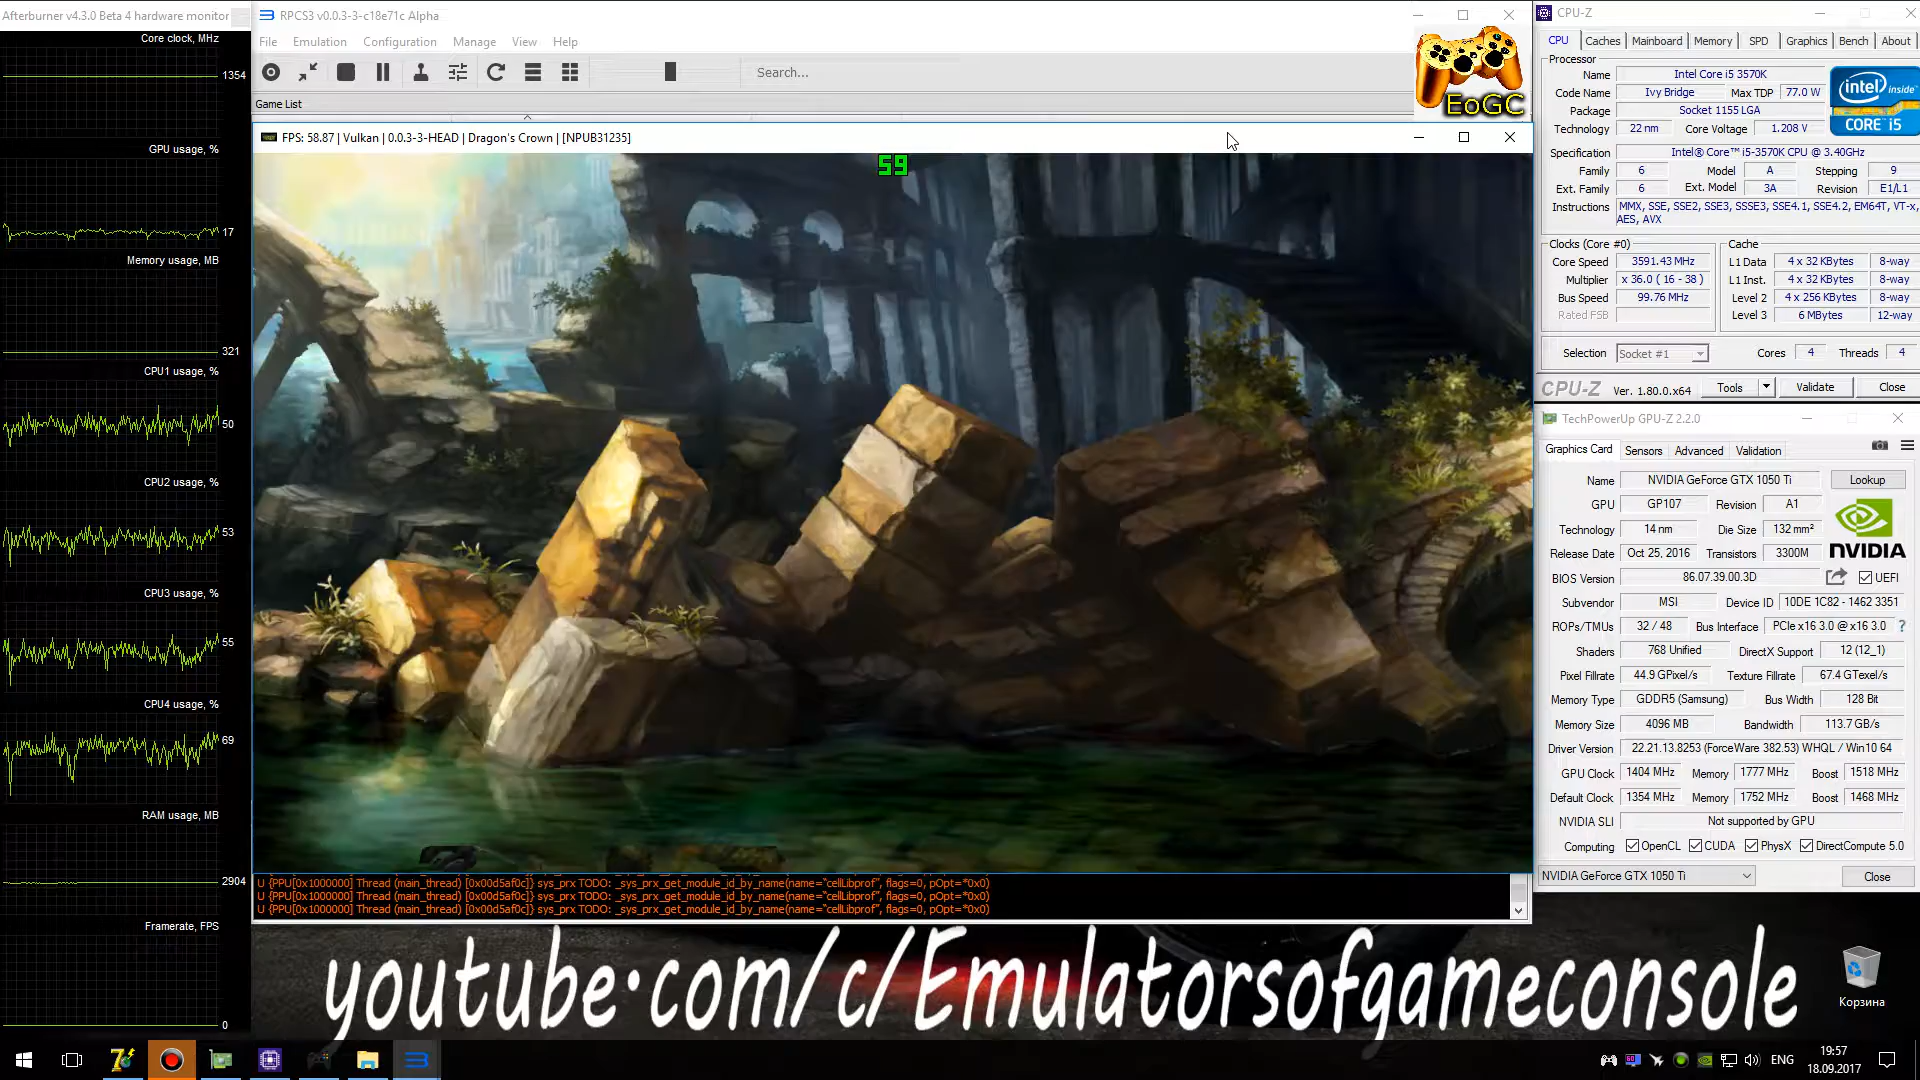 Afterburner v4.3.0 Beta 4 hardware monitor
Core clock, MHz
1354
GPU usage, %
17
Memory usage, MB
321
CPU1 usage, %
50
CPU2 usage, %
53
CPU3 usage, %
55
CPU4 usage, %
69
RAM usage, MB
2904
Framerate, FPS
0
RPCS3 v0.0.3-3-c18e71c Alpha
File Emulation Configuration Manage View Help
Search...
EoGC
Game List
FPS: 58.87 | Vulkan | 0.0.3-3-HEAD | Dragon's Crown | [NPUB31235]
59
U {PPU[0x1000000] Thread (main_thread) [0x00d5af0c]} sys_prx TODO: _sys_prx_get_module_id_by_name(name="cellLibprof", flags=0, pOpt=*0x0)
U {PPU[0x1000000] Thread (main_thread) [0x00d5af0c]} sys_prx TODO: _sys_prx_get_module_id_by_name(name="cellLibprof", flags=0, pOpt=*0x0)
U {PPU[0x1000000] Thread (main_thread) [0x00d5af0c]} sys_prx TODO: _sys_prx_get_module_id_by_name(name="cellLibprof", flags=0, pOpt=*0x0)
CPU-Z
CPU Caches Mainboard Memory SPD Graphics Bench About
Processor
Name Intel Core i5 3570K
Code Name Ivy Bridge Max TDP 77.0 W
Package Socket 1155 LGA
Technology 22 nm Core Voltage 1.208 V
intel inside
CORE i5
Specification Intel® Core™ i5-3570K CPU @ 3.40GHz
Family 6 Model A Stepping 9
Ext. Family 6 Ext. Model 3A Revision E1/L1
Instructions MMX, SSE, SSE2, SSE3, SSSE3, SSE4.1, SSE4.2, EM64T, VT-x,
AES, AVX
Clocks (Core #0) Cache
Core Speed 3591.43 MHz L1 Data 4 x 32 KBytes 8-way
Multiplier x 36.0 ( 16 - 38 ) L1 Inst. 4 x 32 KBytes 8-way
Bus Speed 99.76 MHz Level 2 4 x 256 KBytes 8-way
Rated FSB Level 3 6 MBytes 12-way
Selection Socket #1 Cores 4 Threads 4
CPU-Z Ver. 1.80.0.x64 Tools Validate Close
TechPowerUp GPU-Z 2.2.0
Graphics Card Sensors Advanced Validation
Name NVIDIA GeForce GTX 1050 Ti Lookup
GPU GP107 Revision A1
Technology 14 nm Die Size 132 mm²
Release Date Oct 25, 2016 Transistors 3300M
NVIDIA
BIOS Version 86.07.39.00.3D UEFI
Subvendor MSI Device ID 10DE 1C82 - 1462 3351
ROPs/TMUs 32 / 48 Bus Interface PCIe x16 3.0 @ x16 3.0 ?
Shaders 768 Unified DirectX Support 12 (12_1)
Pixel Fillrate 44.9 GPixel/s Texture Fillrate 67.4 GTexel/s
Memory Type GDDR5 (Samsung) Bus Width 128 Bit
Memory Size 4096 MB Bandwidth 113.7 GB/s
Driver Version 22.21.13.8253 (ForceWare 382.53) WHQL / Win10 64
GPU Clock 1404 MHz Memory 1777 MHz Boost 1518 MHz
Default Clock 1354 MHz Memory 1752 MHz Boost 1468 MHz
NVIDIA SLI Not supported by GPU
Computing OpenCL CUDA PhysX DirectCompute 5.0
NVIDIA GeForce GTX 1050 Ti Close
youtube.com/c/Emulatorsofgameconsole
Корзина
ENG
19:57
18.09.2017